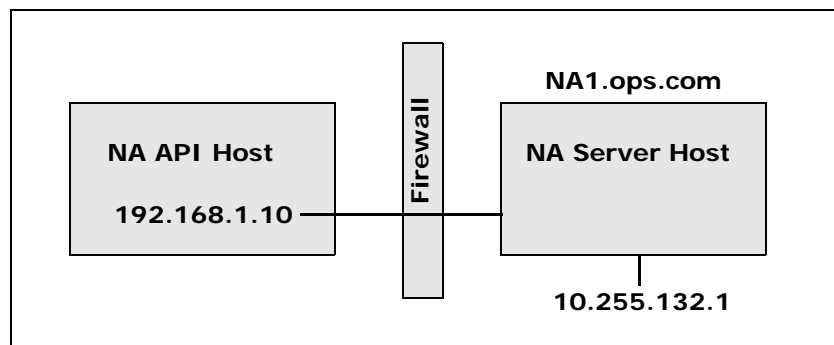 NA API Host
192.168.1.10
Firewall
NA1.ops.com
NA Server Host
10.255.132.1